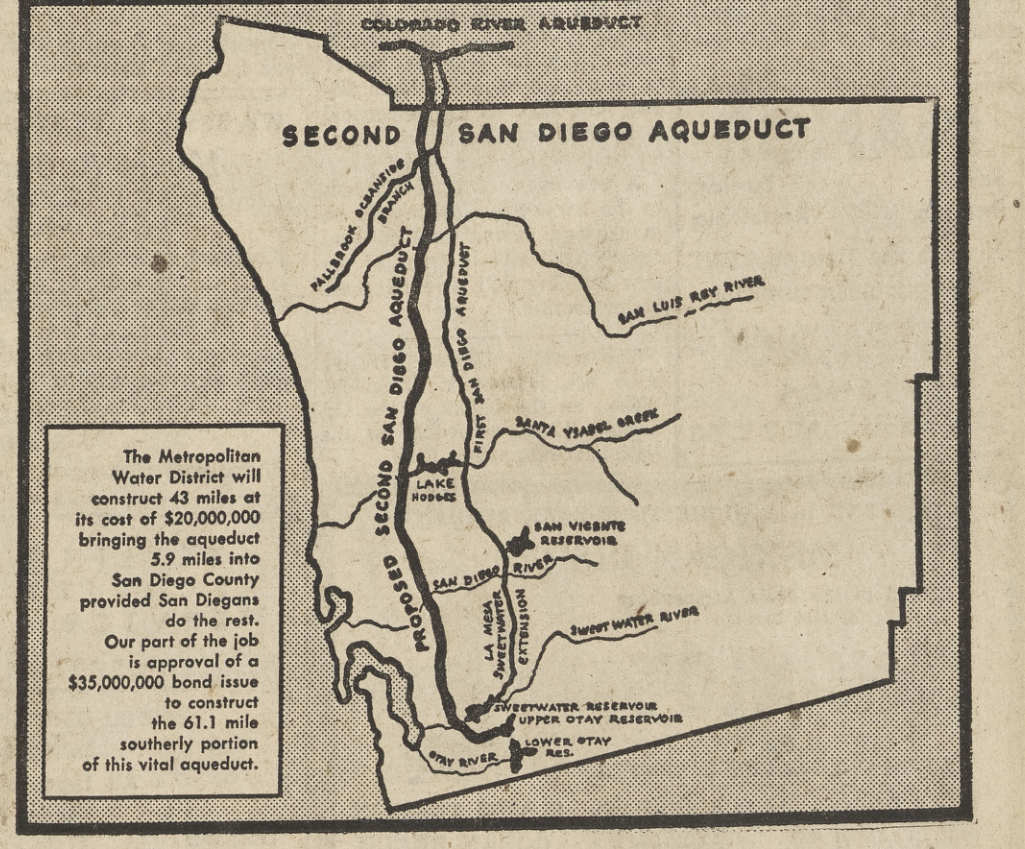 COLORADO RIVER AQUEDUCT
SECOND SAN DIEGO AQUEDUCT
FALLBROOK OCEANSIDE
BRANCH
PROPOSED SECOND SAN DIEGO AQUEDUCT
FIRST SAN DIEGO AQUEDUCT
SAN LUIS REY RIVER
SANTA YSABEL CREEK
LAKE
HODGES
SAN VICENTE
RESERVOIR
SAN DIEGO RIVER
LA MESA
SWEETWATER
EXTENSION
SWEET WATER RIVER
SWEETWATER RESERVOIR
UPPER OTAY RESERVOIR
LOWER OTAY
RES.
OTAY RIVER
The Metropolitan
Water District will
construct 43 miles at
its cost of $20,000,000
bringing the aqueduct
5.9 miles into
San Diego County
provided San Diegans
do the rest.
Our part of the job
is approval of a
$35,000,000 bond issue
to construct
the 61.1 mile
southerly portion
of this vital aqueduct.